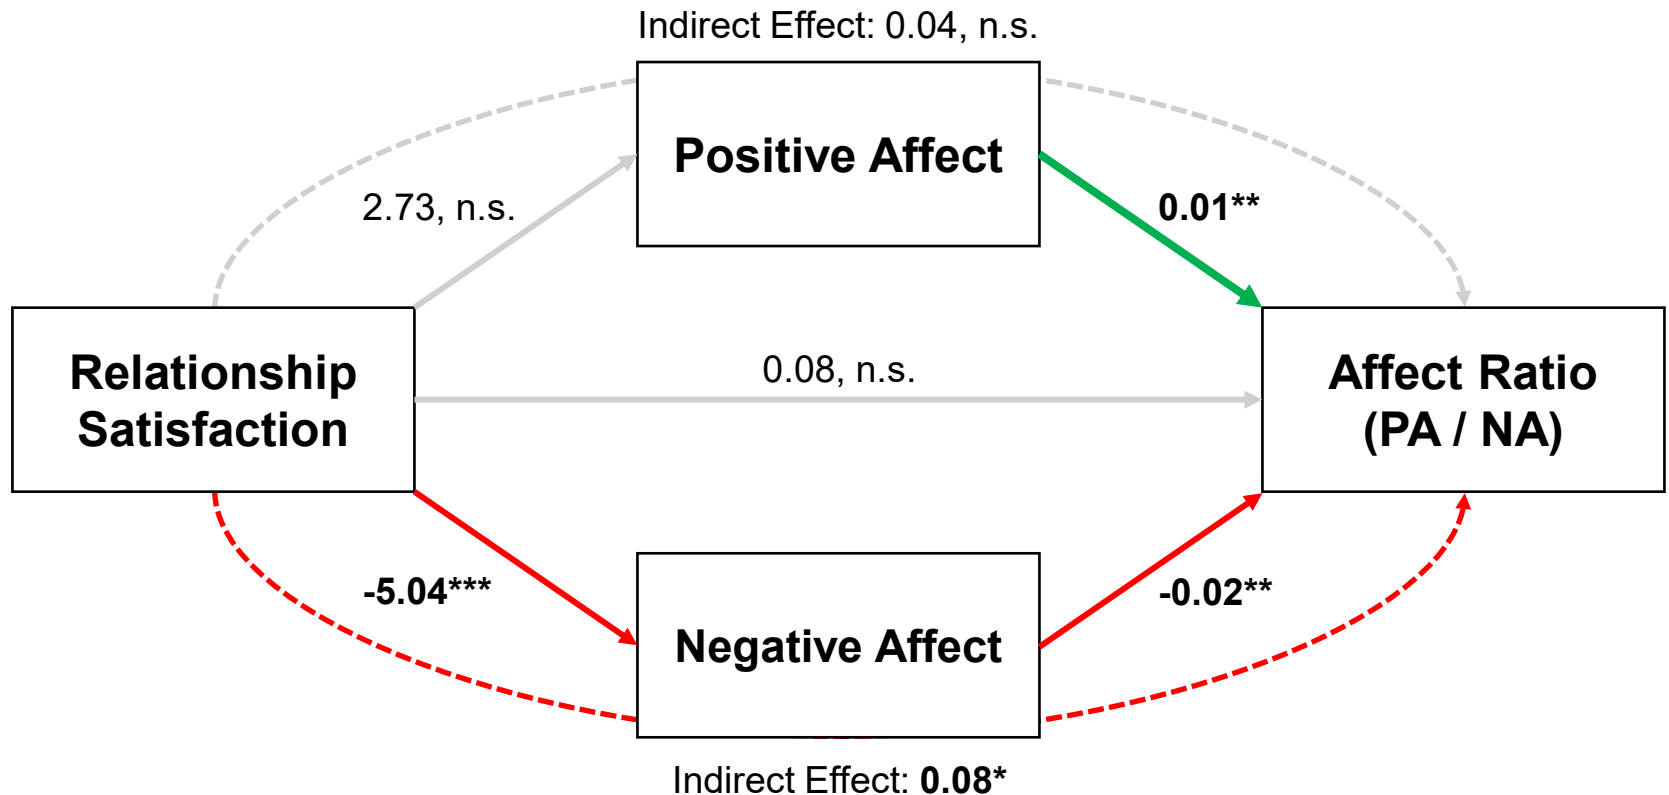 Indirect Effect: 0.04, n.s.
Positive Affect
2.73, n.s.
0.01**
Relationship
Satisfaction
0.08, n.s.
Affect Ratio
(PA / NA)
-5.04***
-0.02**
Negative Affect
Indirect Effect: 0.08*